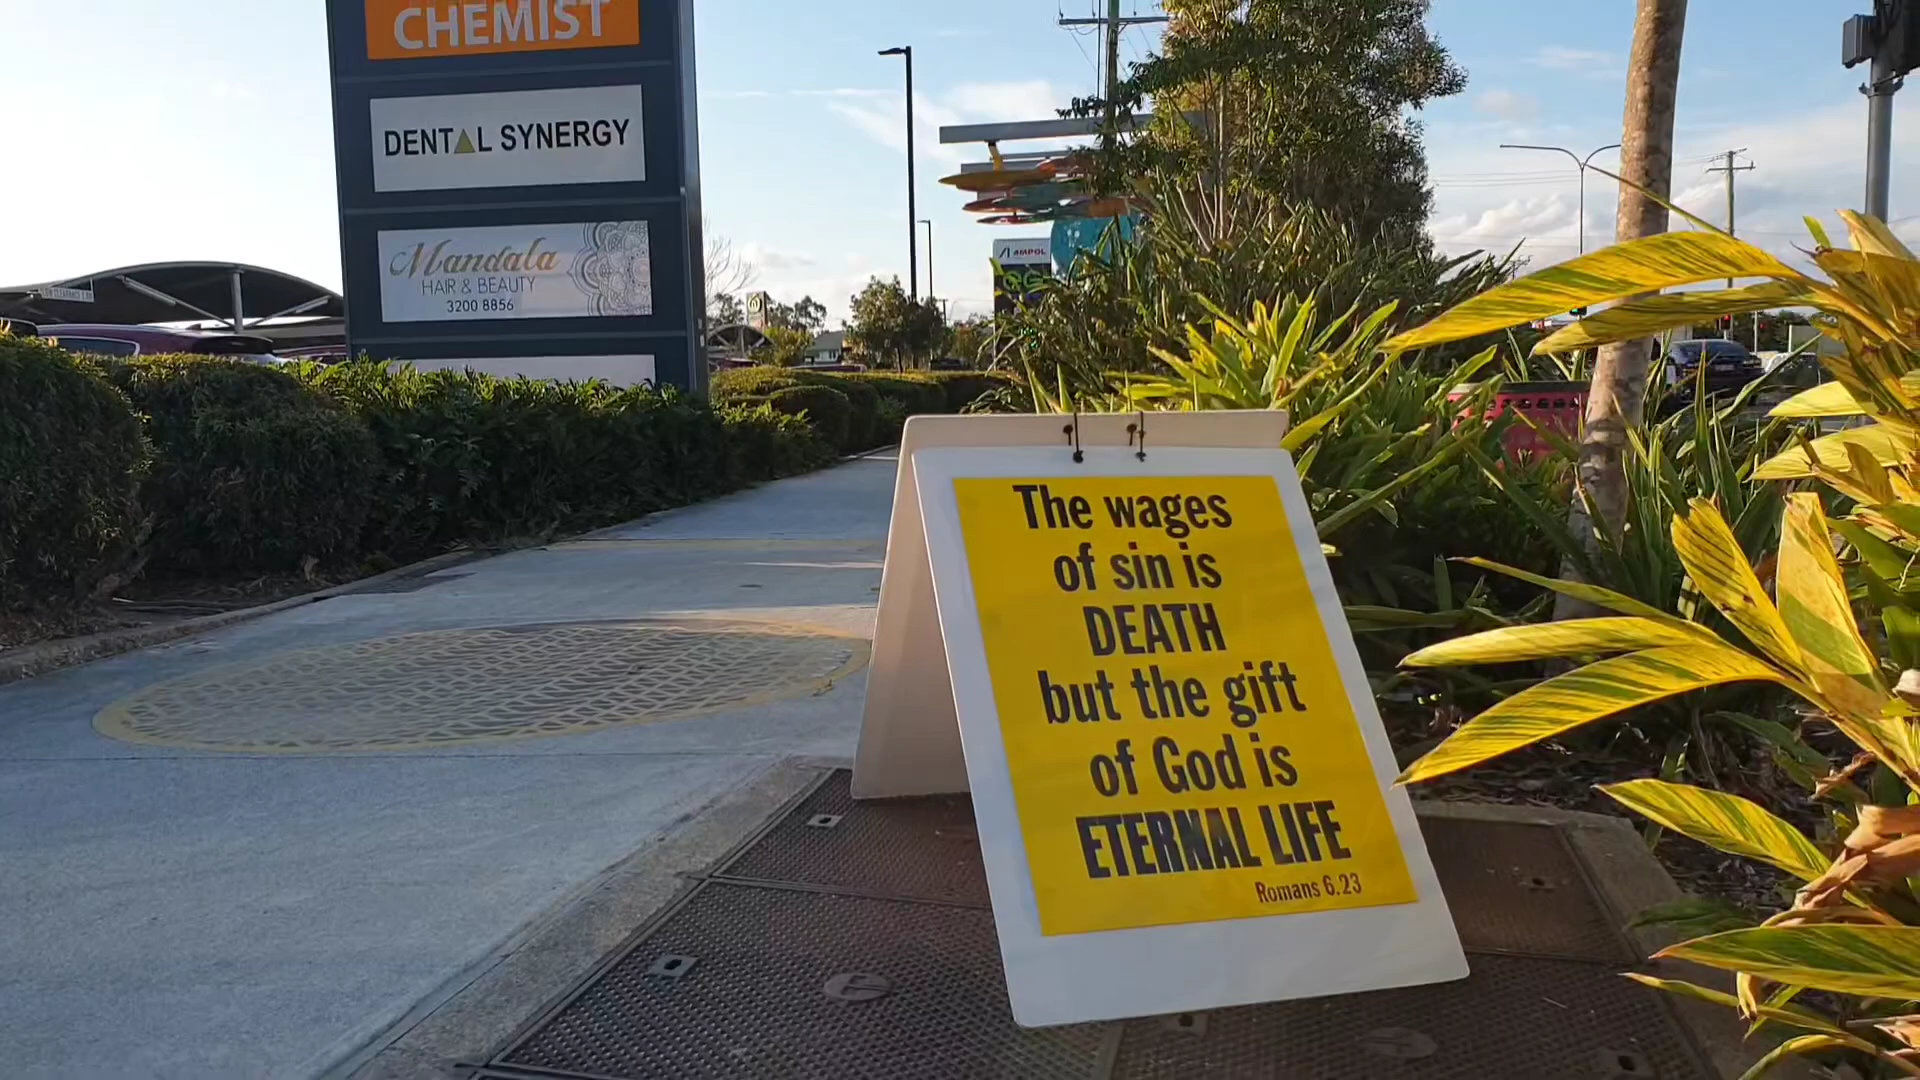 CHEMIST
DENTAL SYNERGY
Mandala
HAIR & BEAUTY
3200 8856
AMPOL
The wages
of sin is
DEATH
but the gift
of God is
ETERNAL LIFE
Romans 6.23